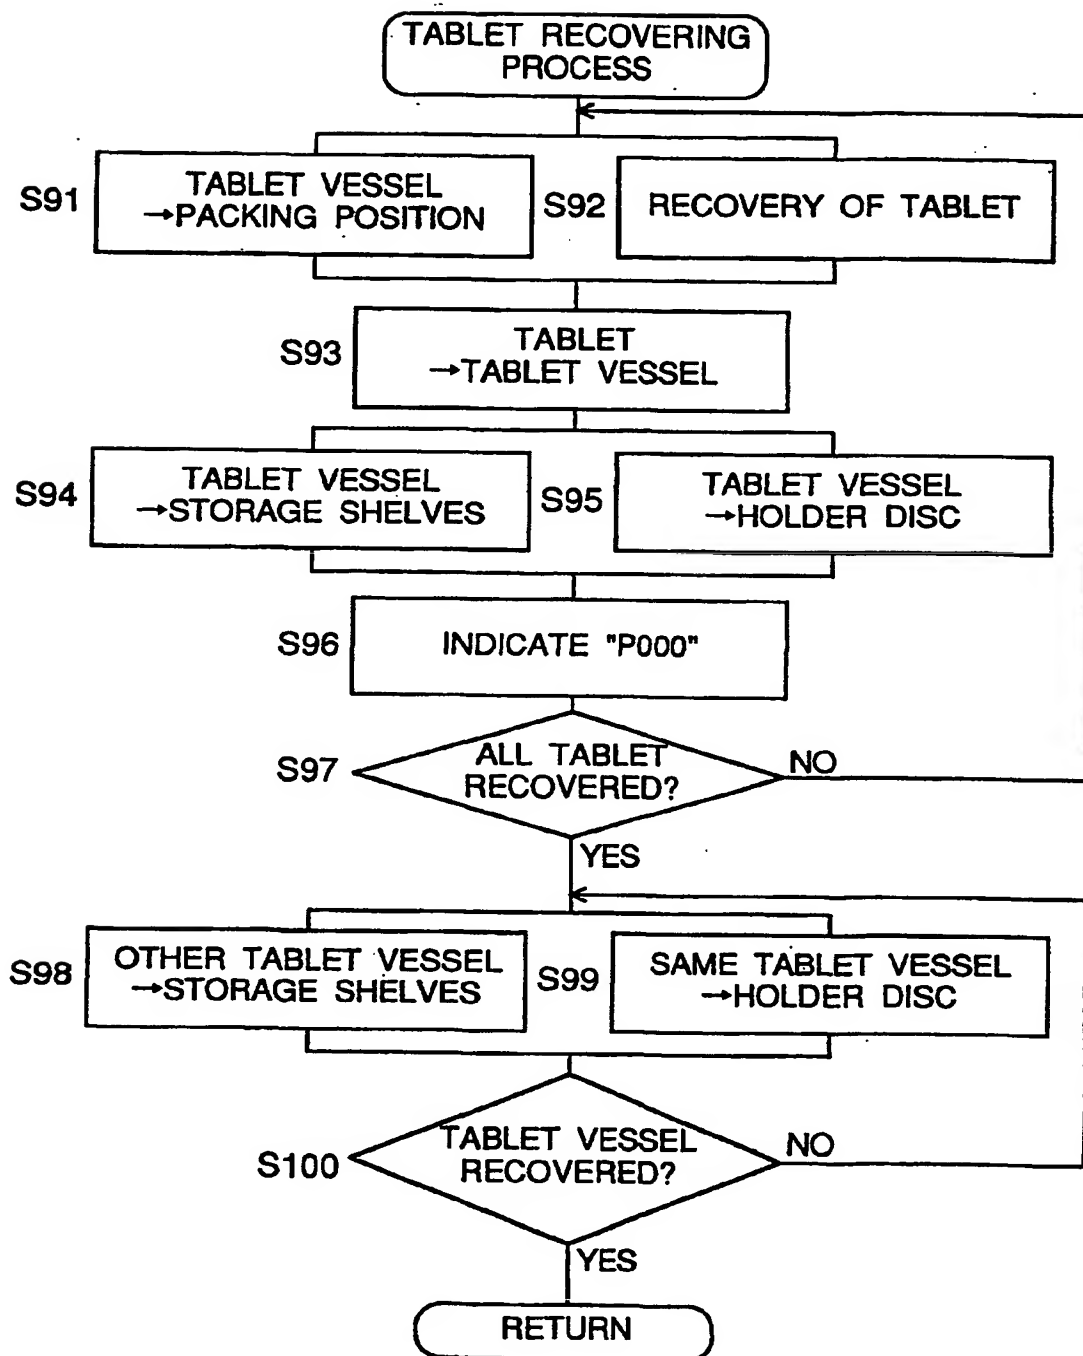 TABLET RECOVERING
PROCESS
S91
TABLET VESSEL
→PACKING POSITION
S92
RECOVERY OF TABLET
S93
TABLET
→TABLET VESSEL
S94
TABLET VESSEL
→STORAGE SHELVES
S95
TABLET VESSEL
→HOLDER DISC
S96
INDICATE "P000"
S97
ALL TABLET
RECOVERED?
NO
YES
S98
OTHER TABLET VESSEL
→STORAGE SHELVES
S99
SAME TABLET VESSEL
→HOLDER DISC
S100
TABLET VESSEL
RECOVERED?
NO
YES
RETURN